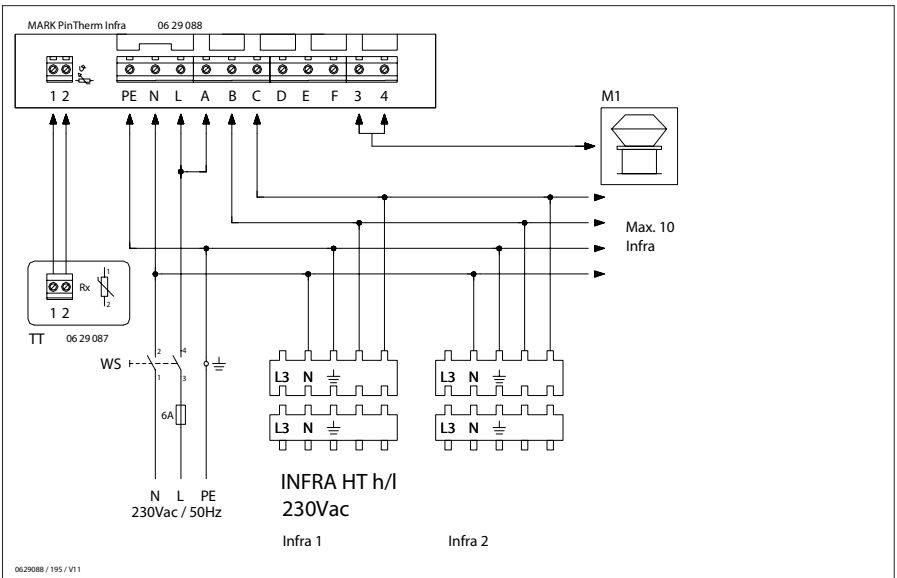 MARK PinTherm Infra 06 29 088
1 2 PE N L A B C D E F 3 4
M1
Max. 10
Infra
1
Rx
2
1 2
TT 06 29 087
2 4
WS
1 3
6A
L3 N L3 N
L3 N L3 N
N L PE
230Vac / 50Hz
INFRA HT h/l
230Vac
Infra 1 Infra 2
0629088 / 195 / V11